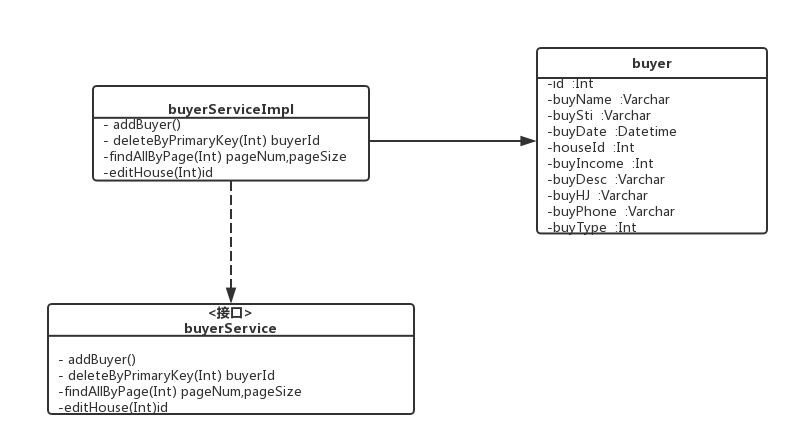 buyerServiceImpl
- addBuyer()
- deleteByPrimaryKey(Int) buyerId
-findAllByPage(Int) pageNum,pageSize
-editHouse(Int)id
buyer
-id :Int
-buyName :Varchar
-buySti :Varchar
-buyDate :Datetime
-houseId :Int
-buyIncome :Int
-buyDesc :Varchar
-buyHJ :Varchar
-buyPhone :Varchar
-buyType :Int
<接口>
buyerService
- addBuyer()
- deleteByPrimaryKey(Int) buyerId
-findAllByPage(Int) pageNum,pageSize
-editHouse(Int)id